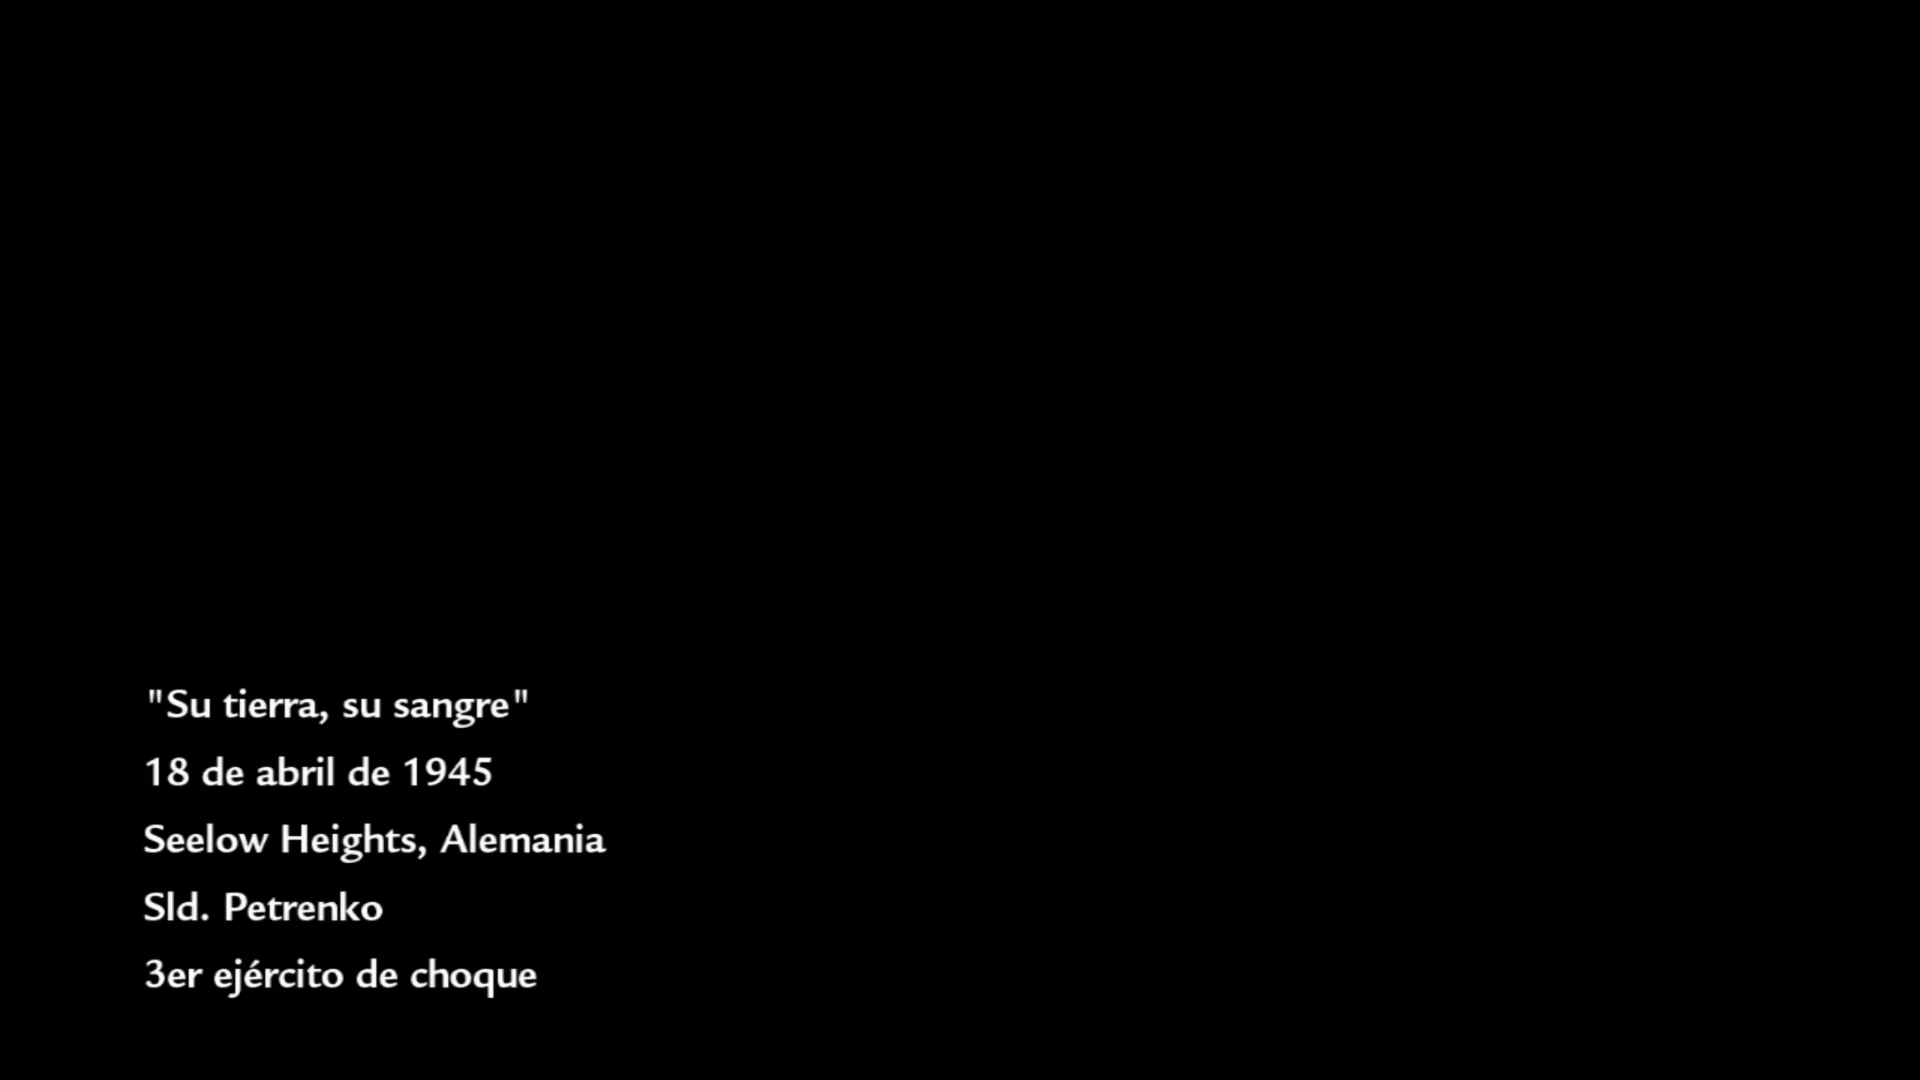 "Su tierra, su sangre"
18 de abril de 1945
Seelow Heights, Alemania
Sld. Petrenko
3er ejército de choque